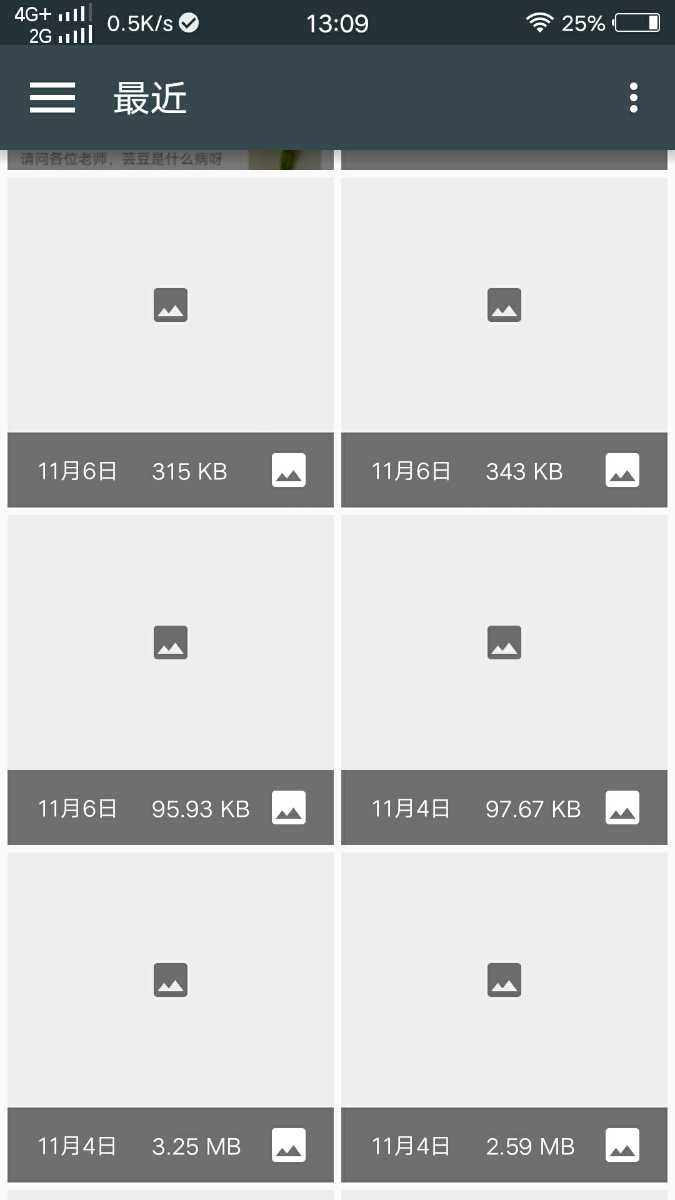 4G+ 0.5K/s 13:09 25%
2G
最近
请问各位老师，芸豆是什么病呀
11月6日 315 KB
11月6日 343 KB
11月6日 95.93 KB
11月4日 97.67 KB
11月4日 3.25 MB
11月4日 2.59 MB